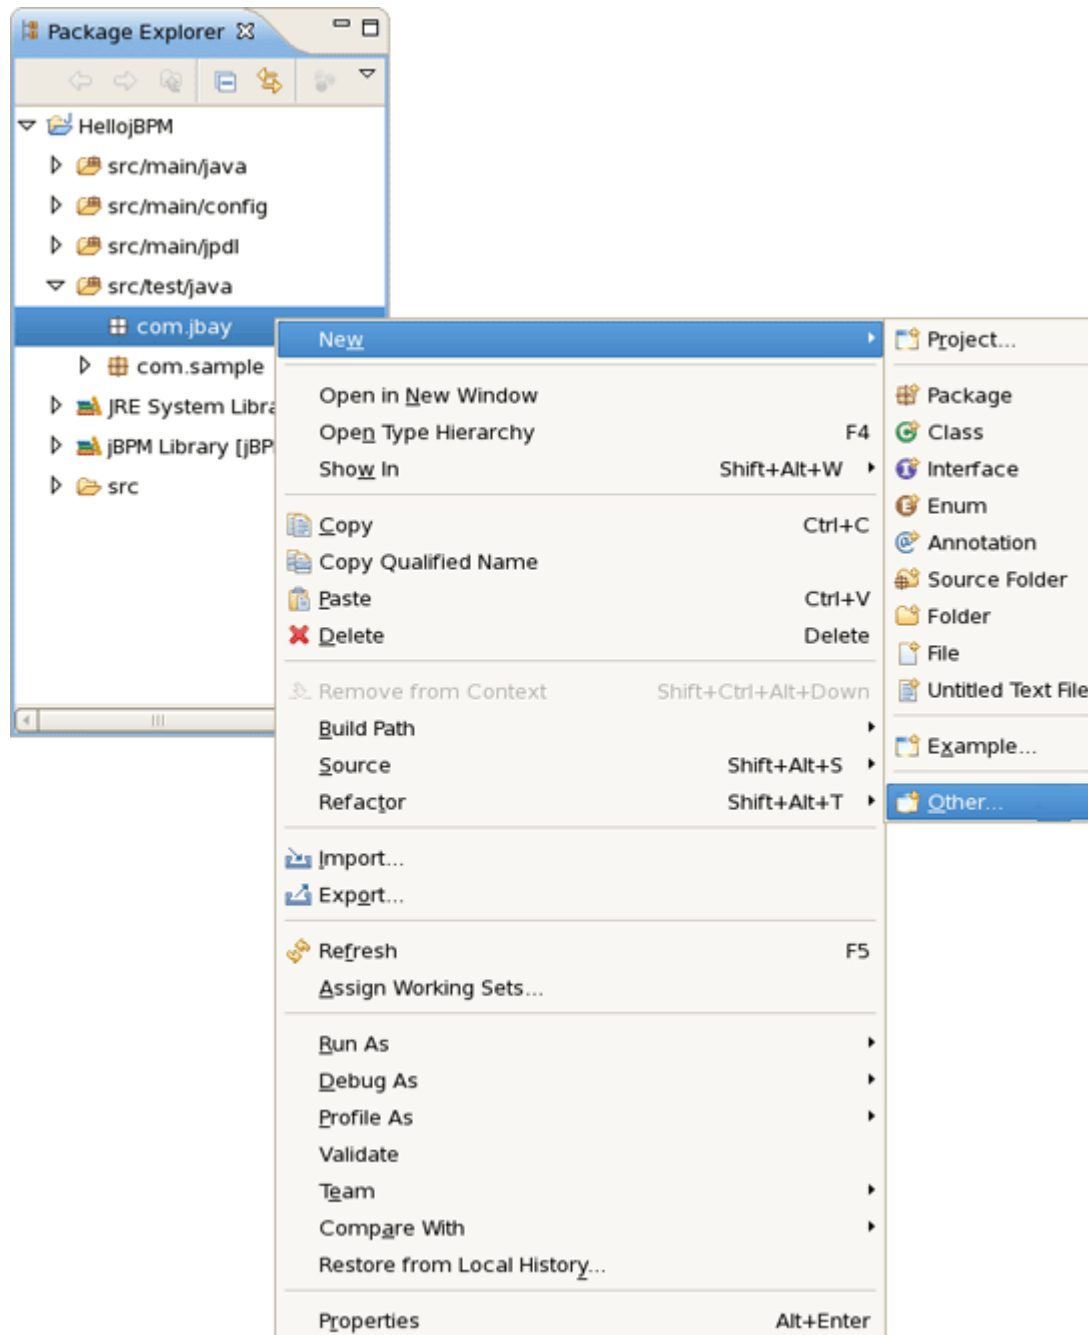 Package Explorer
HellojBPM
src/main/java
src/main/config
src/main/jpdl
src/test/java
com.jbay
com.sample
JRE System Libra
jBPM Library [jBP
src
New
Open in New Window
Open Type Hierarchy F4
Show In Shift+Alt+W
Copy Ctrl+C
Copy Qualified Name
Paste Ctrl+V
Delete Delete
Remove from Context Shift+Ctrl+Alt+Down
Build Path
Source Shift+Alt+S
Refactor Shift+Alt+T
Import...
Export...
Refresh F5
Assign Working Sets...
Run As
Debug As
Profile As
Validate
Team
Compare With
Restore from Local History...
Properties Alt+Enter
Project...
Package
Class
Interface
Enum
Annotation
Source Folder
Folder
File
Untitled Text File
Example...
Other...